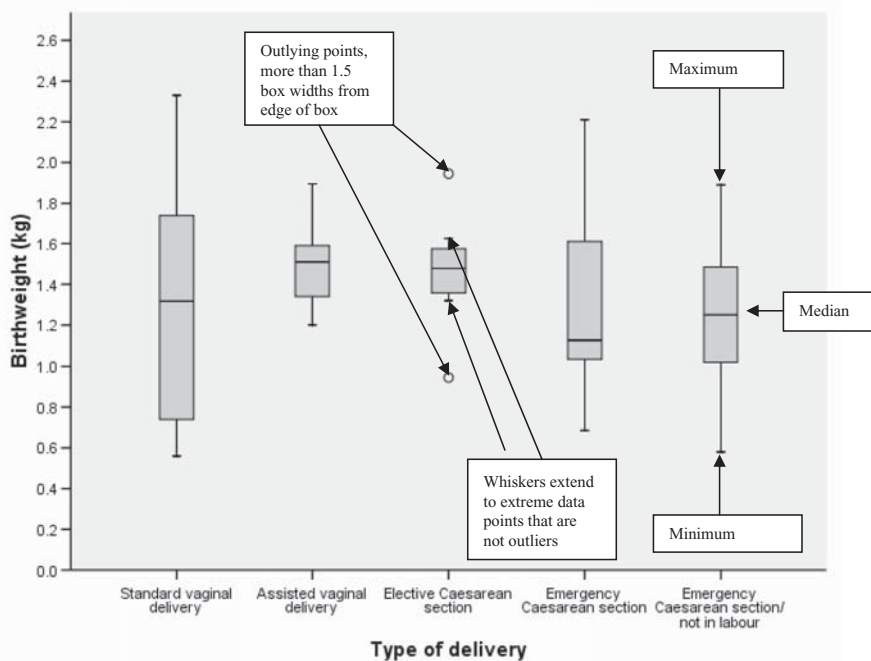 2.6
2.4
2.2
2.0
1.8
1.6
1.4
1.2
1.0
0.8
0.6
0.4
0.2
0.0
Birthweight (kg)
Outlying points,
more than 1.5
box widths from
edge of box
Maximum
Median
Whiskers extend
to extreme data
points that are
not outliers
Minimum
Standard vaginal
delivery
Assisted vaginal
delivery
Elective Caesarean
section
Emergency
Caesarean section
Emergency
Caesarean section/
not in labour
Type of delivery